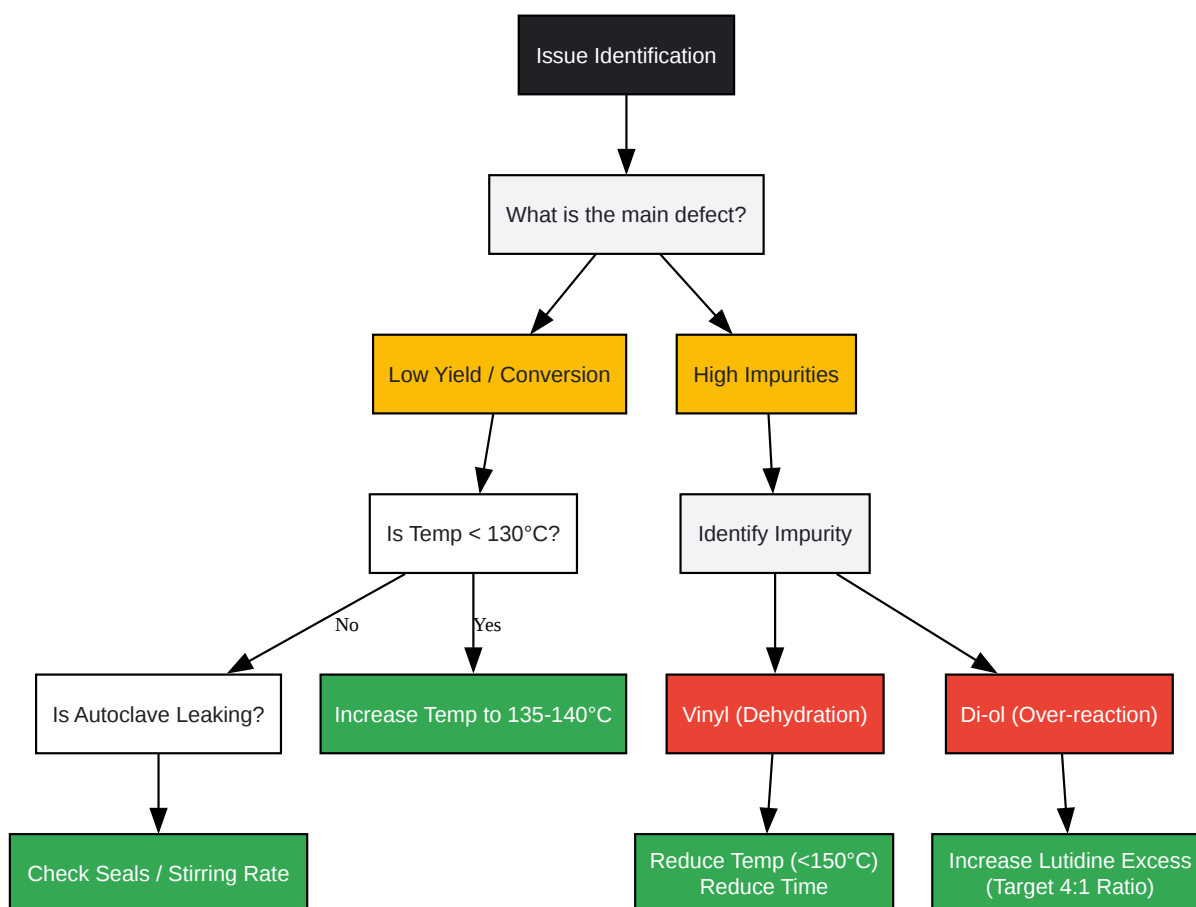 Issue Identification
What is the main defect?
Low Yield / Conversion
High Impurities
Is Temp < 130°C?
Identify Impurity
No
Yes
Is Autoclave Leaking?
Increase Temp to 135-140°C
Vinyl (Dehydration)
Di-ol (Over-reaction)
Check Seals / Stirring Rate
Reduce Temp (<150°C)
Reduce Time
Increase Lutidine Excess
(Target 4:1 Ratio)